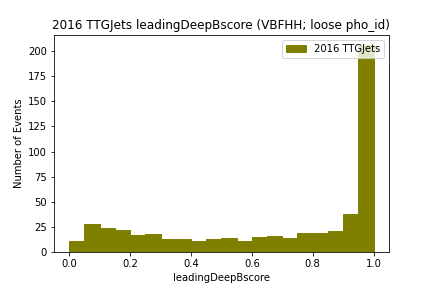 2016 TTGJets leadingDeepBscore (VBFHH; loose pho_id)
2016 TTGJets
Number of Events
200
175
150
125
100
75
50
25
0
0.0 0.2 0.4 0.6 0.8 1.0
leadingDeepBscore